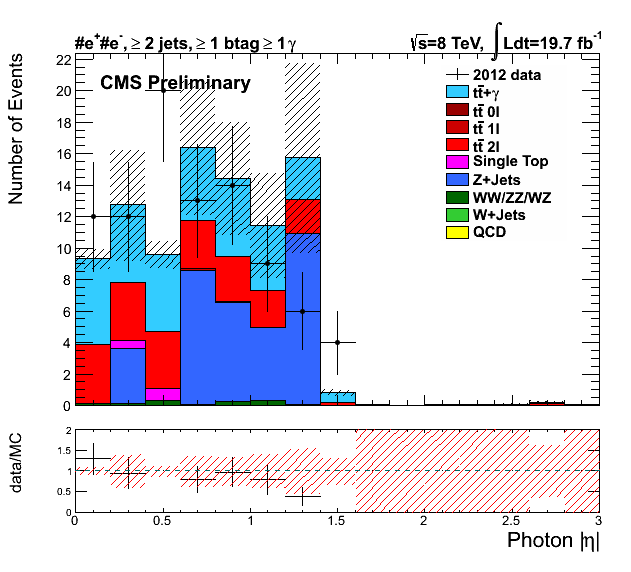 #e⁺#e⁻, ≥ 2 jets, ≥ 1 btag ≥ 1γ
√s=8 TeV, ∫ Ldt=19.7 fb⁻¹
CMS Preliminary
Number of Events
22
20
18
16
14
12
10
8
6
4
2
0
2012 data
tt̄+γ
tt̄ 0l
tt̄ 1l
tt̄ 2l
Single Top
Z+Jets
WW/ZZ/WZ
W+Jets
QCD
data/MC
2
1.5
1
0.5
0
0 0.5 1 1.5 2 2.5 3
Photon |η|